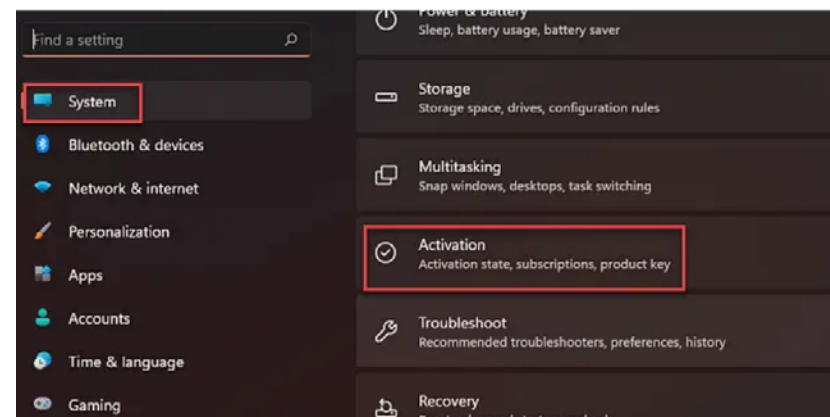 Find a setting
System
Bluetooth & devices
Network & internet
Personalization
Apps
Accounts
Time & language
Gaming
Power & battery
Sleep, battery usage, battery saver
Storage
Storage space, drives, configuration rules
Multitasking
Snap windows, desktops, task switching
Activation
Activation state, subscriptions, product key
Troubleshoot
Recommended troubleshooters, preferences, history
Recovery